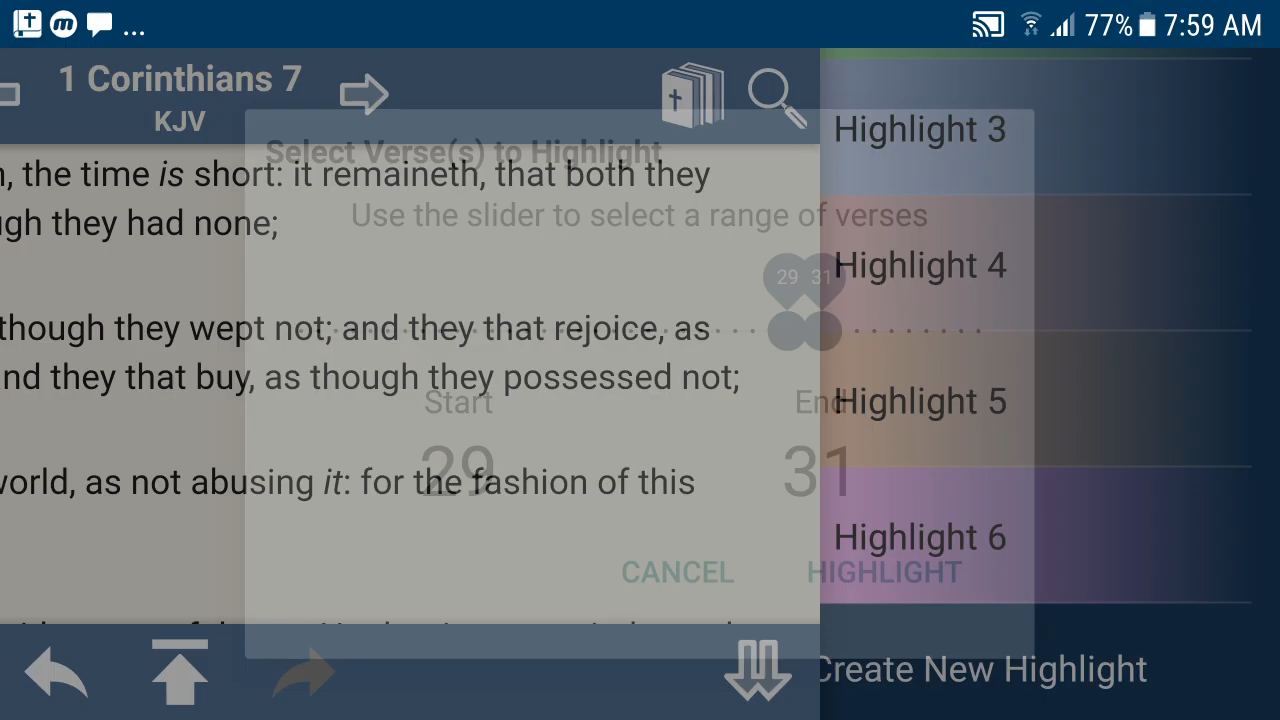 ... 77% 7:59 AM
1 Corinthians 7
KJV
Select Verse(s) to Highlight
, the time is short: it remaineth, that both they
Use the slider to select a range of verses
ugh they had none;
29 31
though they wept not; and they that rejoice, as
and they that buy, as though they possessed not;
Start End
29 31
world, as not abusing it: for the fashion of this
CANCEL HIGHLIGHT
Highlight 3
Highlight 4
Highlight 5
Highlight 6
Create New Highlight